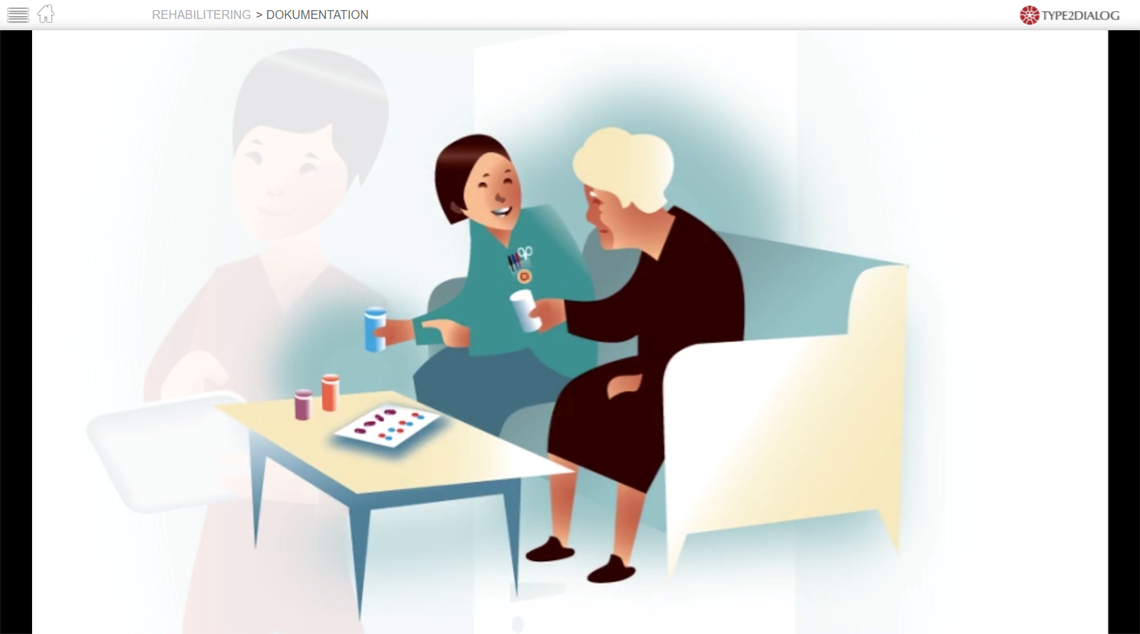 REHABILITERING > DOKUMENTATION
TYPE2DIALOG